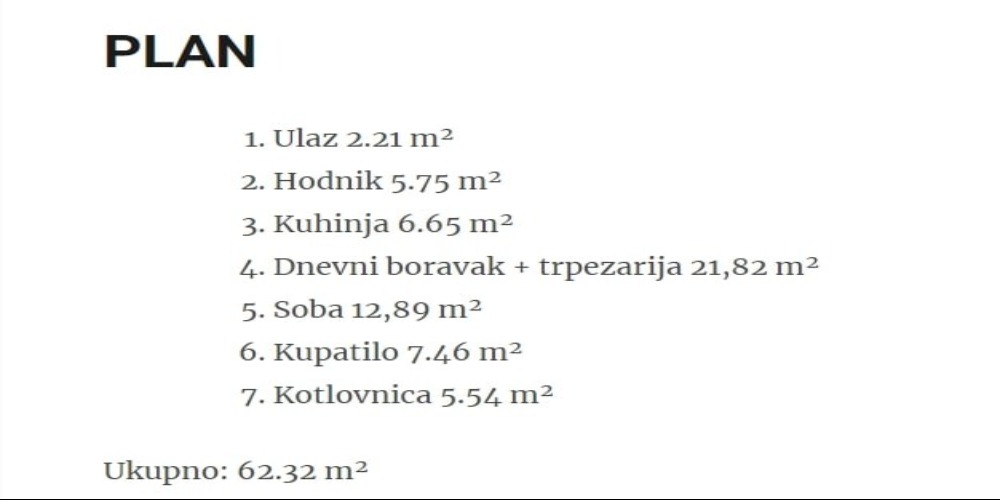 PLAN
1. Ulaz 2.21 m²
2. Hodnik 5.75 m²
3. Kuhinja 6.65 m²
4. Dnevni boravak + trpezarija 21,82 m²
5. Soba 12,89 m²
6. Kupatilo 7.46 m²
7. Kotlovnica 5.54 m²
Ukupno: 62.32 m²